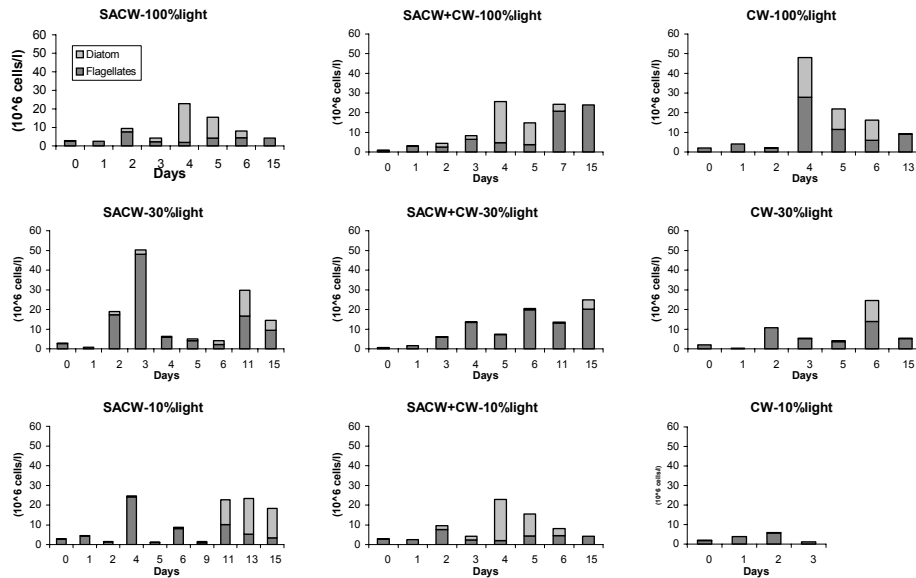 SACW-100%light
(10^6 cells/l)
60
50
40
30
20
10
0
Diatom
Flagellates
0 1 2 3 4 5 6 15
Days
SACW+CW-100%light
(10^6 cells/l)
60
50
40
30
20
10
0
0 1 2 3 4 5 7 15
Days
CW-100%light
(10^6 cells/l)
60
50
40
30
20
10
0
0 1 2 4 5 6 13
Days
SACW-30%light
(10^6 cells/l)
60
50
40
30
20
10
0
0 1 2 3 4 5 6 11 15
Days
SACW+CW-30%light
(10^6 cells/l)
60
50
40
30
20
10
0
0 1 3 4 5 6 11 15
Days
CW-30%light
(10^6 cells/l)
60
50
40
30
20
10
0
0 1 2 3 5 6 15
Days
SACW-10%light
(10^6 cells/l)
60
50
40
30
20
10
0
0 1 2 4 5 6 9 11 13 15
Days
SACW+CW-10%light
(10^6 cells/l)
60
50
40
30
20
10
0
0 1 2 3 4 5 6 15
Days
CW-10%light
(10^6 cells/l)
60
50
40
30
20
10
0
0 1 2 3
Days